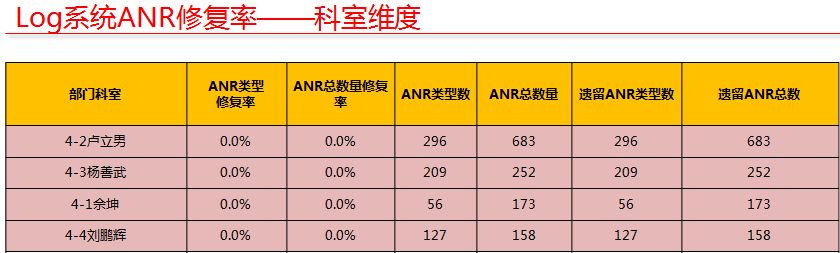 Log系统ANR修复率——科室维度
部门科室 ANR类型修复率 ANR总数量修复率 ANR类型数 ANR总数量 遗留ANR类型数 遗留ANR总数
4-2卢立男 0.0% 0.0% 296 683 296 683
4-3杨善武 0.0% 0.0% 209 252 209 252
4-1余坤 0.0% 0.0% 56 173 56 173
4-4刘鹏辉 0.0% 0.0% 127 158 127 158